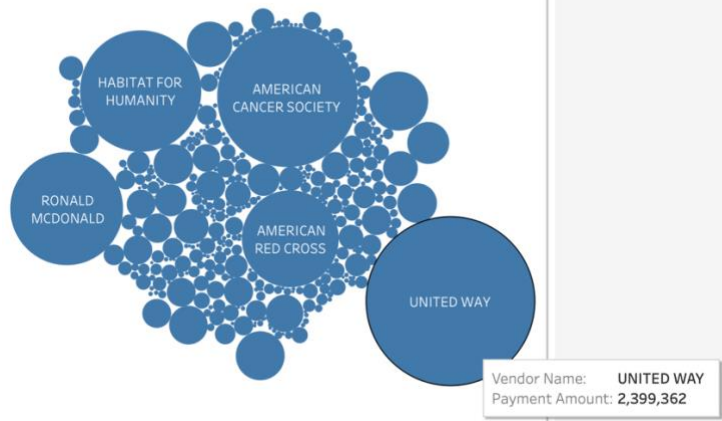 HABITAT FOR
HUMANITY
AMERICAN
CANCER SOCIETY
RONALD
MCDONALD
AMERICAN
RED CROSS
UNITED WAY
Vendor Name: UNITED WAY
Payment Amount: 2,399,362